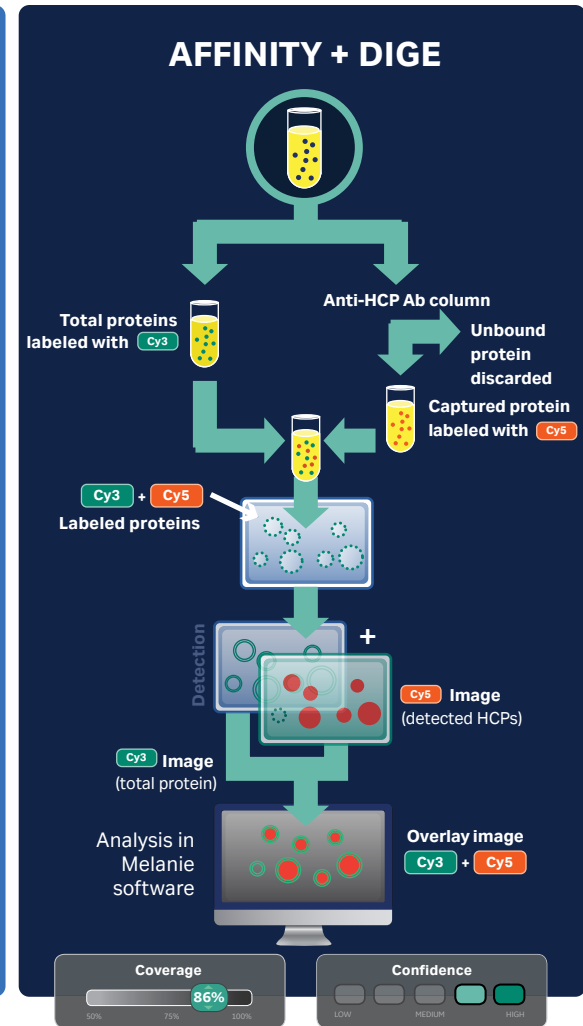 AFFINITY + DIGE
Anti-HCP Ab column
Total proteins
labeled with Cy3
Unbound
protein
discarded
Captured protein
labeled with Cy5
Cy3 + Cy5
Labeled proteins
Detection
+
Cy5 Image
(detected HCPs)
Cy3 Image
(total protein)
Analysis in
Melanie
software
Overlay image
Cy3 + Cy5
Coverage
86%
50% 75% 100%
Confidence
LOW MEDIUM HIGH